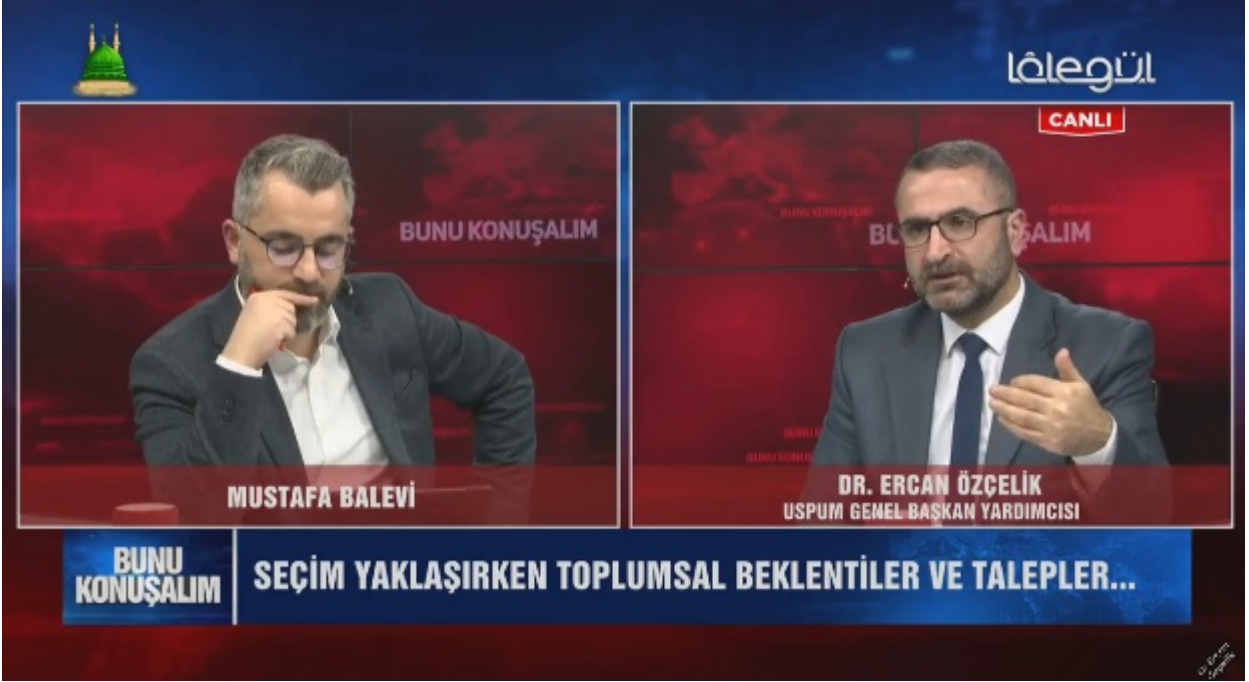 lâlegül
CANLI
BUNU KONUŞALIM
BUNU KONUŞALIM
MUSTAFA BALEVİ
DR. ERCAN ÖZÇELİK
USPUM GENEL BAŞKAN YARDIMCISI
BUNU
KONUŞALIM
SEÇİM YAKLAŞIRKEN TOPLUMSAL BEKLENTİLER VE TALEPLER...